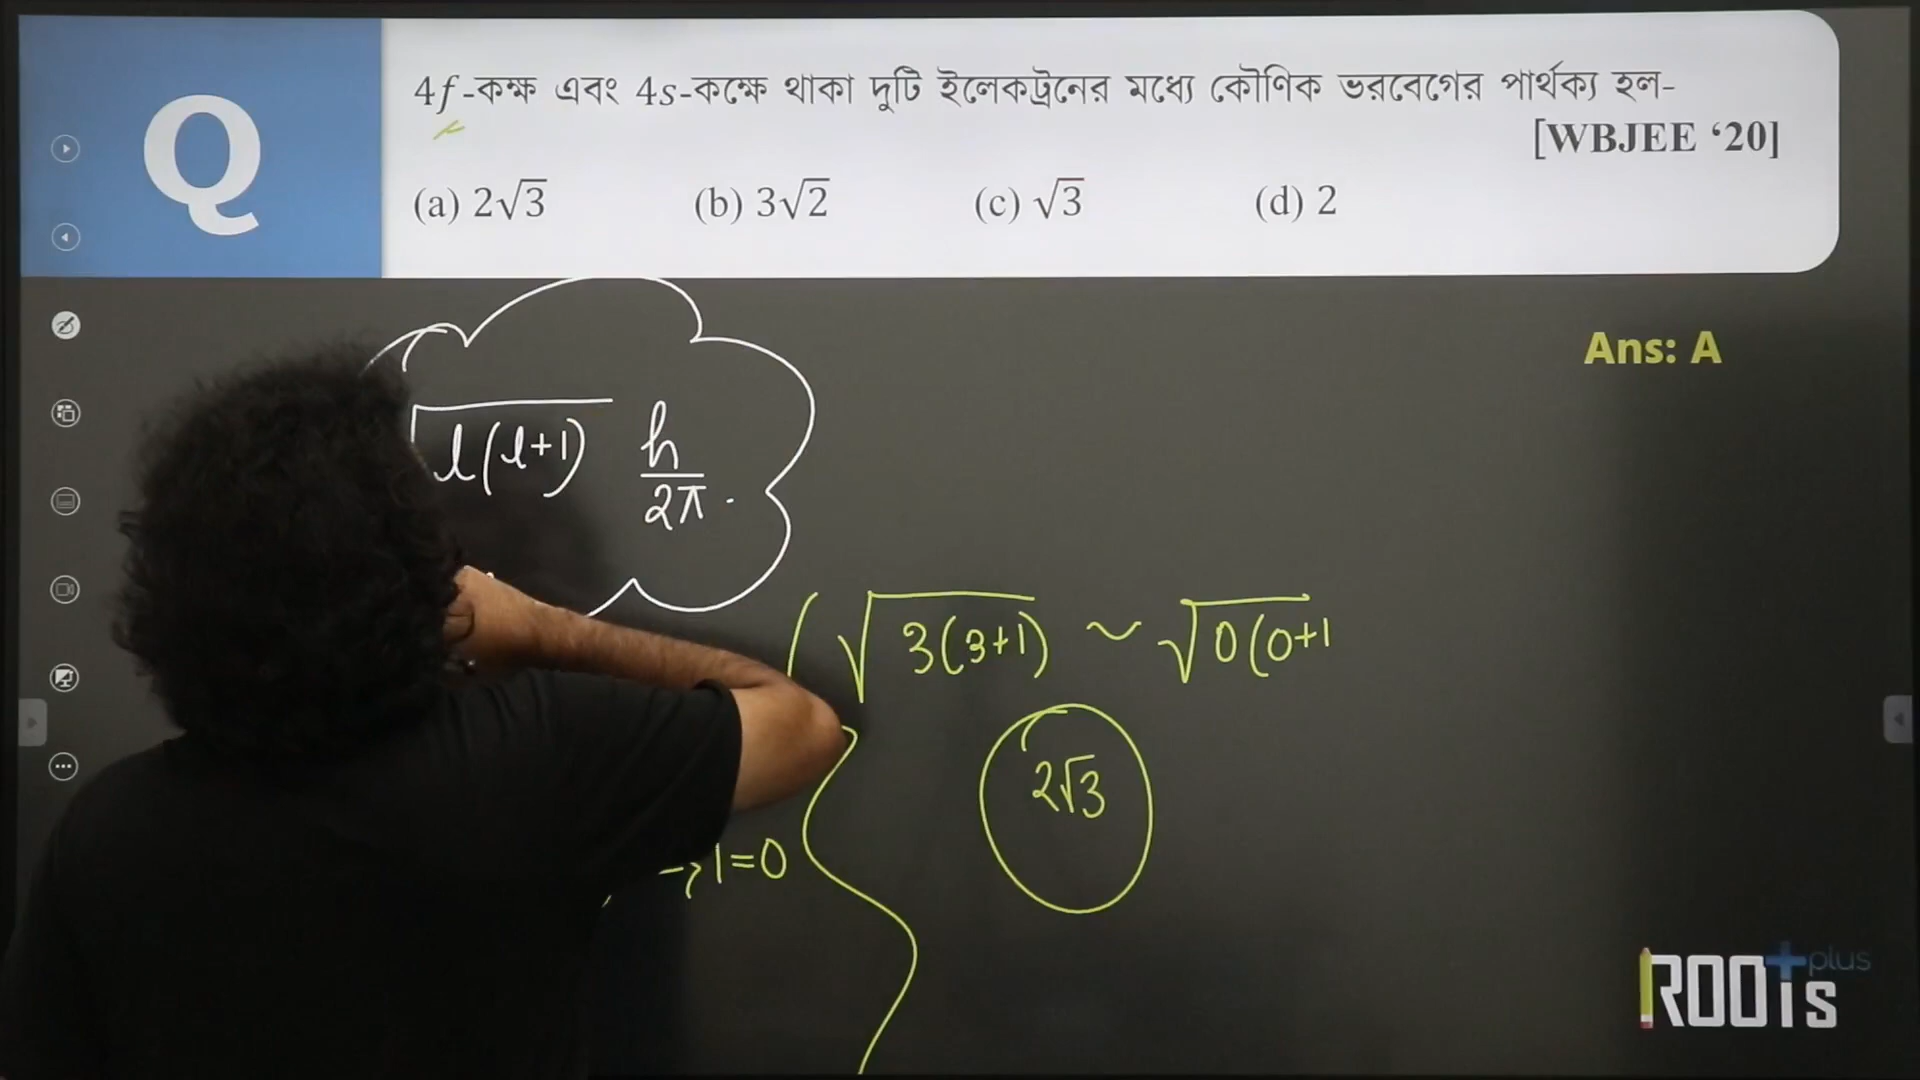 Q
4f-কক্ষ এবং 4s-কক্ষে থাকা দুটি ইলেকট্রনের মধ্যে কৌণিক ভরবেগের পার্থক্য হল-
[WBJEE ‘20]
(a) 2√3 (b) 3√2 (c) √3 (d) 2
Ans: A
√l(l+1) h/2π.
(√3(3+1) ~ √0(0+1
2√3
→l=0
ROOts plus